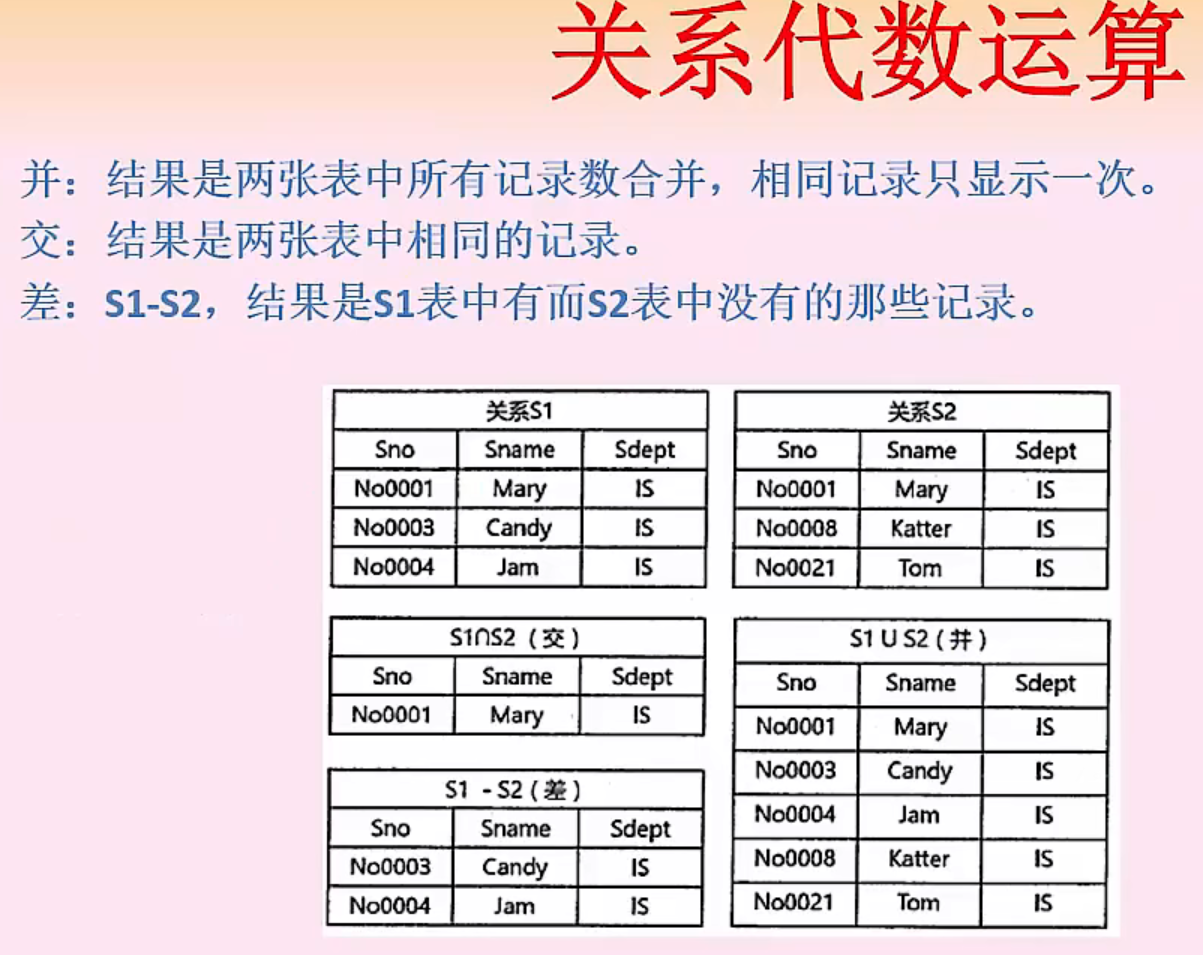 关系代数运算
并：结果是两张表中所有记录数合并，相同记录只显示一次。
交：结果是两张表中相同的记录。
差：S1-S2，结果是S1表中有而S2表中没有的那些记录。
关系S1
Sno Sname Sdept
No0001 Mary IS
No0003 Candy IS
No0004 Jam IS
关系S2
Sno Sname Sdept
No0001 Mary IS
No0008 Katter IS
No0021 Tom IS
S1∩S2（交）
Sno Sname Sdept
No0001 Mary IS
S1 - S2（差）
Sno Sname Sdept
No0003 Candy IS
No0004 Jam IS
S1 U S2（并）
Sno Sname Sdept
No0001 Mary IS
No0003 Candy IS
No0004 Jam IS
No0008 Katter IS
No0021 Tom IS